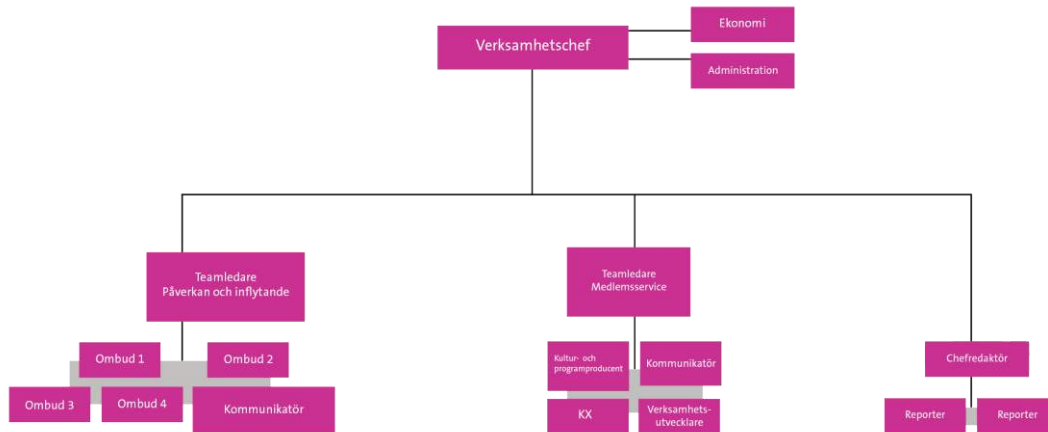 Verksamhetschef
Ekonomi
Administration
Teamledare
Påverkan och inflytande
Ombud 1
Ombud 2
Ombud 3
Ombud 4
Kommunikatör
Teamledare
Medlemsservice
Kultur- och
programproducent
Kommunikatör
KX
Verksamhets-
utvecklare
Chefredaktör
Reporter
Reporter